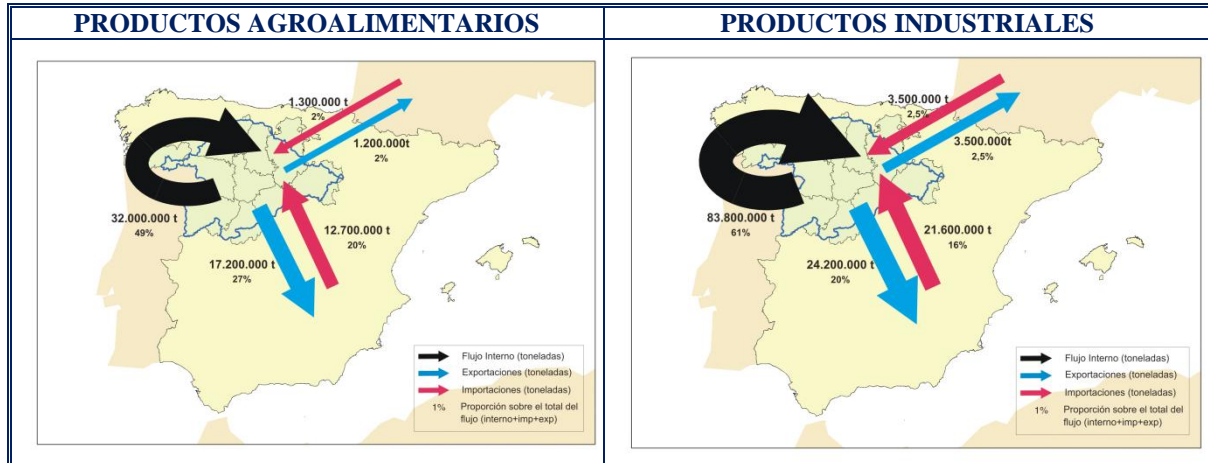 PRODUCTOS AGROALIMENTARIOS
1.300.000 t
2%
1.200.000t
2%
32.000.000 t
49%
12.700.000 t
20%
17.200.000 t
27%
Flujo Interno (toneladas)
Exportaciones (toneladas)
Importaciones (toneladas)
1% Proporción sobre el total del
flujo (interno+imp+exp)
PRODUCTOS INDUSTRIALES
3.500.000 t
2,5%
3.500.000t
2,5%
83.800.000 t
61%
21.600.000 t
16%
24.200.000 t
20%
Flujo Interno (toneladas)
Exportaciones (toneladas)
Importaciones (toneladas)
1% Proporción sobre el total del
flujo (interno+imp+exp)